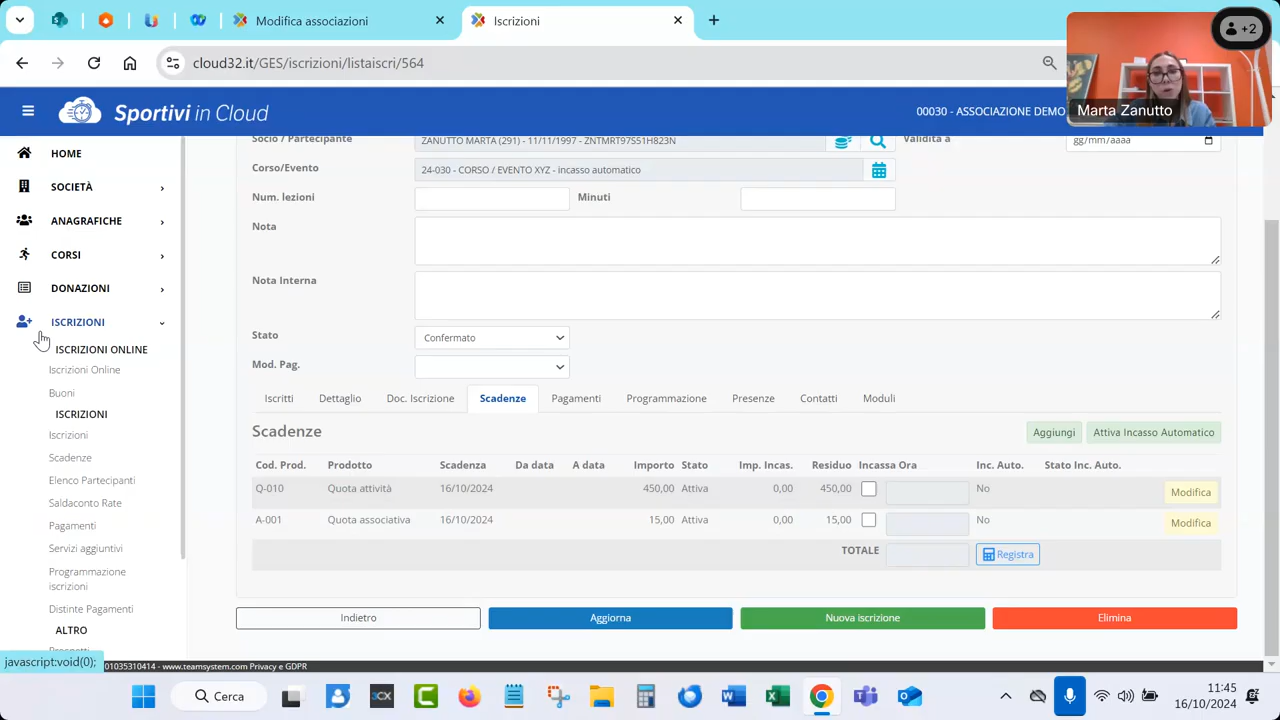 Modifica associazioni
Iscrizioni
cloud32.it/GES/iscrizioni/listaiscri/564
+2
Marta Zanutto
Sportivi in Cloud
00030 - ASSOCIAZIONE DEMO
HOME
SOCIETÀ
ANAGRAFICHE
CORSI
DONAZIONI
ISCRIZIONI
ISCRIZIONI ONLINE
Iscrizioni Online
Buoni
ISCRIZIONI
Iscrizioni
Scadenze
Elenco Partecipanti
Saldaconto Rate
Pagamenti
Servizi aggiuntivi
Programmazione
iscrizioni
Distinte Pagamenti
ALTRO
Socio / Partecipante ZANUTTO MARTA (291) - 11/11/1997 - ZNTMRT97S51H823N Validità a gg/mm/aaaa
Corso/Evento 24-030 - CORSO / EVENTO XYZ - incasso automatico
Num. lezioni Minuti
Nota
Nota Interna
Stato Confermato
Mod. Pag.
Iscritti Dettaglio Doc. Iscrizione Scadenze Pagamenti Programmazione Presenze Contatti Moduli
Scadenze Aggiungi Attiva Incasso Automatico
Cod. Prod. Prodotto Scadenza Da data A data Importo Stato Imp. Incas. Residuo Incassa Ora Inc. Auto. Stato Inc. Auto.
Q-010 Quota attività 16/10/2024 450,00 Attiva 0,00 450,00 No Modifica
A-001 Quota associativa 16/10/2024 15,00 Attiva 0,00 15,00 No Modifica
TOTALE Registra
Indietro Aggiorna Nuova iscrizione Elimina
javascript:void(0);
01035310414 - www.teamsystem.com Privacy e GDPR
Cerca
3CX
11:45
16/10/2024